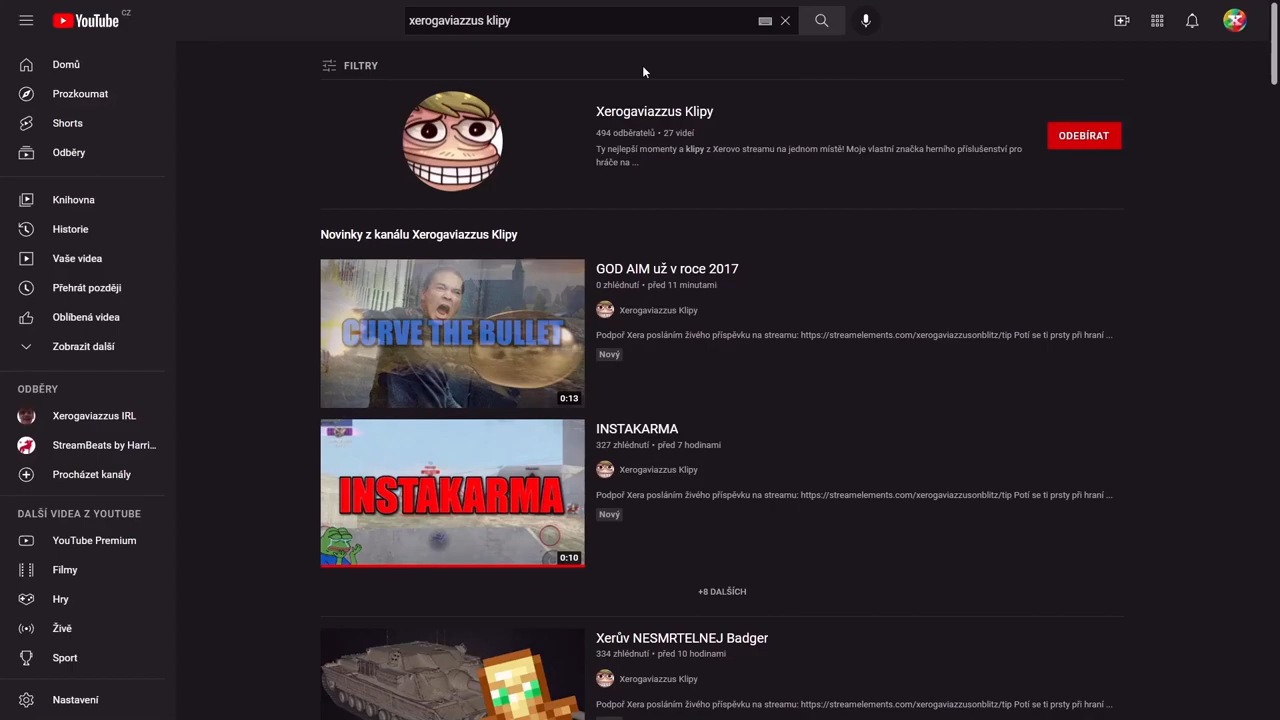 YouTube CZ
xerogaviazzus klipy
Domů
Prozkoumat
Shorts
Odběry
Knihovna
Historie
Vaše videa
Přehrát později
Oblíbená videa
Zobrazit další
ODBĚRY
Xerogaviazzus IRL
StreamBeats by Harri...
Procházet kanály
DALŠÍ VIDEA Z YOUTUBE
YouTube Premium
Filmy
Hry
Živě
Sport
Nastavení
FILTRY
Xerogaviazzus Klipy
494 odběratelů • 27 videí
Ty nejlepší momenty a klipy z Xerovo streamu na jednom místě! Moje vlastní značka herního příslušenství pro
hráče na ...
ODEBÍRAT
Novinky z kanálu Xerogaviazzus Klipy
CURVE THE BULLET
0:13
GOD AIM už v roce 2017
0 zhlédnutí • před 11 minutami
Xerogaviazzus Klipy
Podpoř Xera posláním živého příspěvku na streamu: https://streamelements.com/xerogaviazzusonblitz/tip Potí se ti prsty při hraní ...
Nový
INSTAKARMA
0:10
INSTAKARMA
327 zhlédnutí • před 7 hodinami
Xerogaviazzus Klipy
Podpoř Xera posláním živého příspěvku na streamu: https://streamelements.com/xerogaviazzusonblitz/tip Potí se ti prsty při hraní ...
Nový
+8 DALŠÍCH
Xerův NESMRTELNEJ Badger
334 zhlédnutí • před 10 hodinami
Xerogaviazzus Klipy
Podpoř Xera posláním živého příspěvku na streamu: https://streamelements.com/xerogaviazzusonblitz/tip Potí se ti prsty při hraní ...